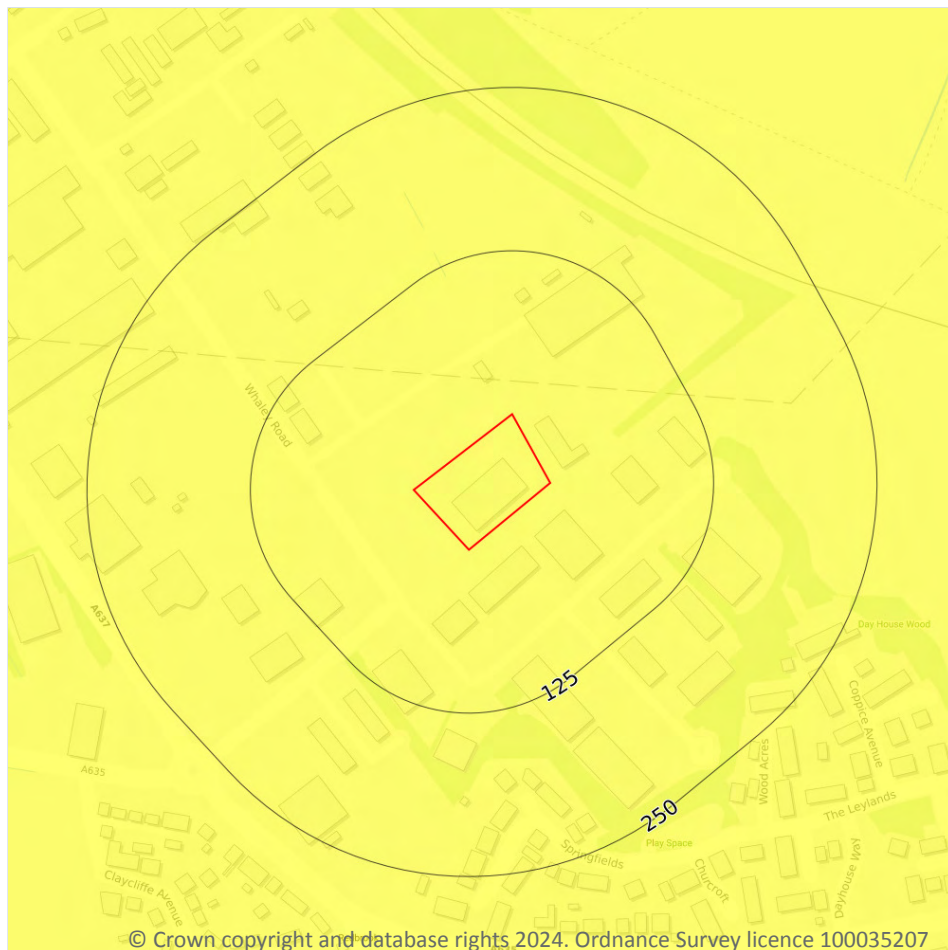 Whaley Road
A637
125
Day House Wood
Coppice Avenue
A635
Wood Acres
250
The Leylands
Play Space
Springfields
Churcroft
Dayhouse Way
Claycliffe Avenue
© Crown copyright and database rights 2024. Ordnance Survey licence 100035207